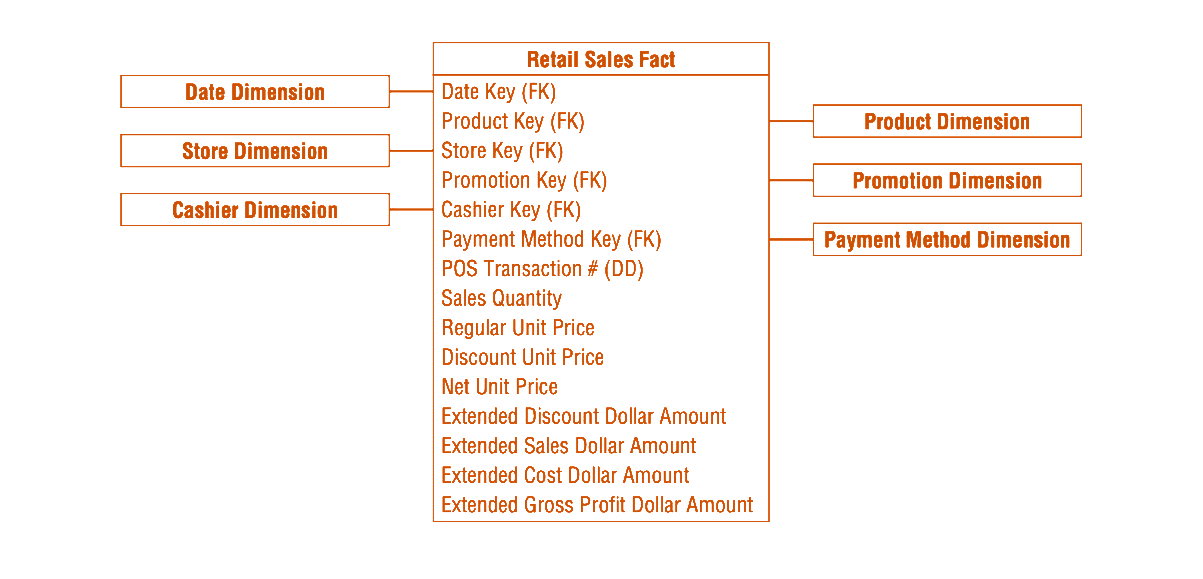 Retail Sales Fact
Date Dimension
Store Dimension
Cashier Dimension
Date Key (FK)
Product Key (FK)
Store Key (FK)
Promotion Key (FK)
Cashier Key (FK)
Payment Method Key (FK)
POS Transaction # (DD)
Sales Quantity
Regular Unit Price
Discount Unit Price
Net Unit Price
Extended Discount Dollar Amount
Extended Sales Dollar Amount
Extended Cost Dollar Amount
Extended Gross Profit Dollar Amount
Product Dimension
Promotion Dimension
Payment Method Dimension